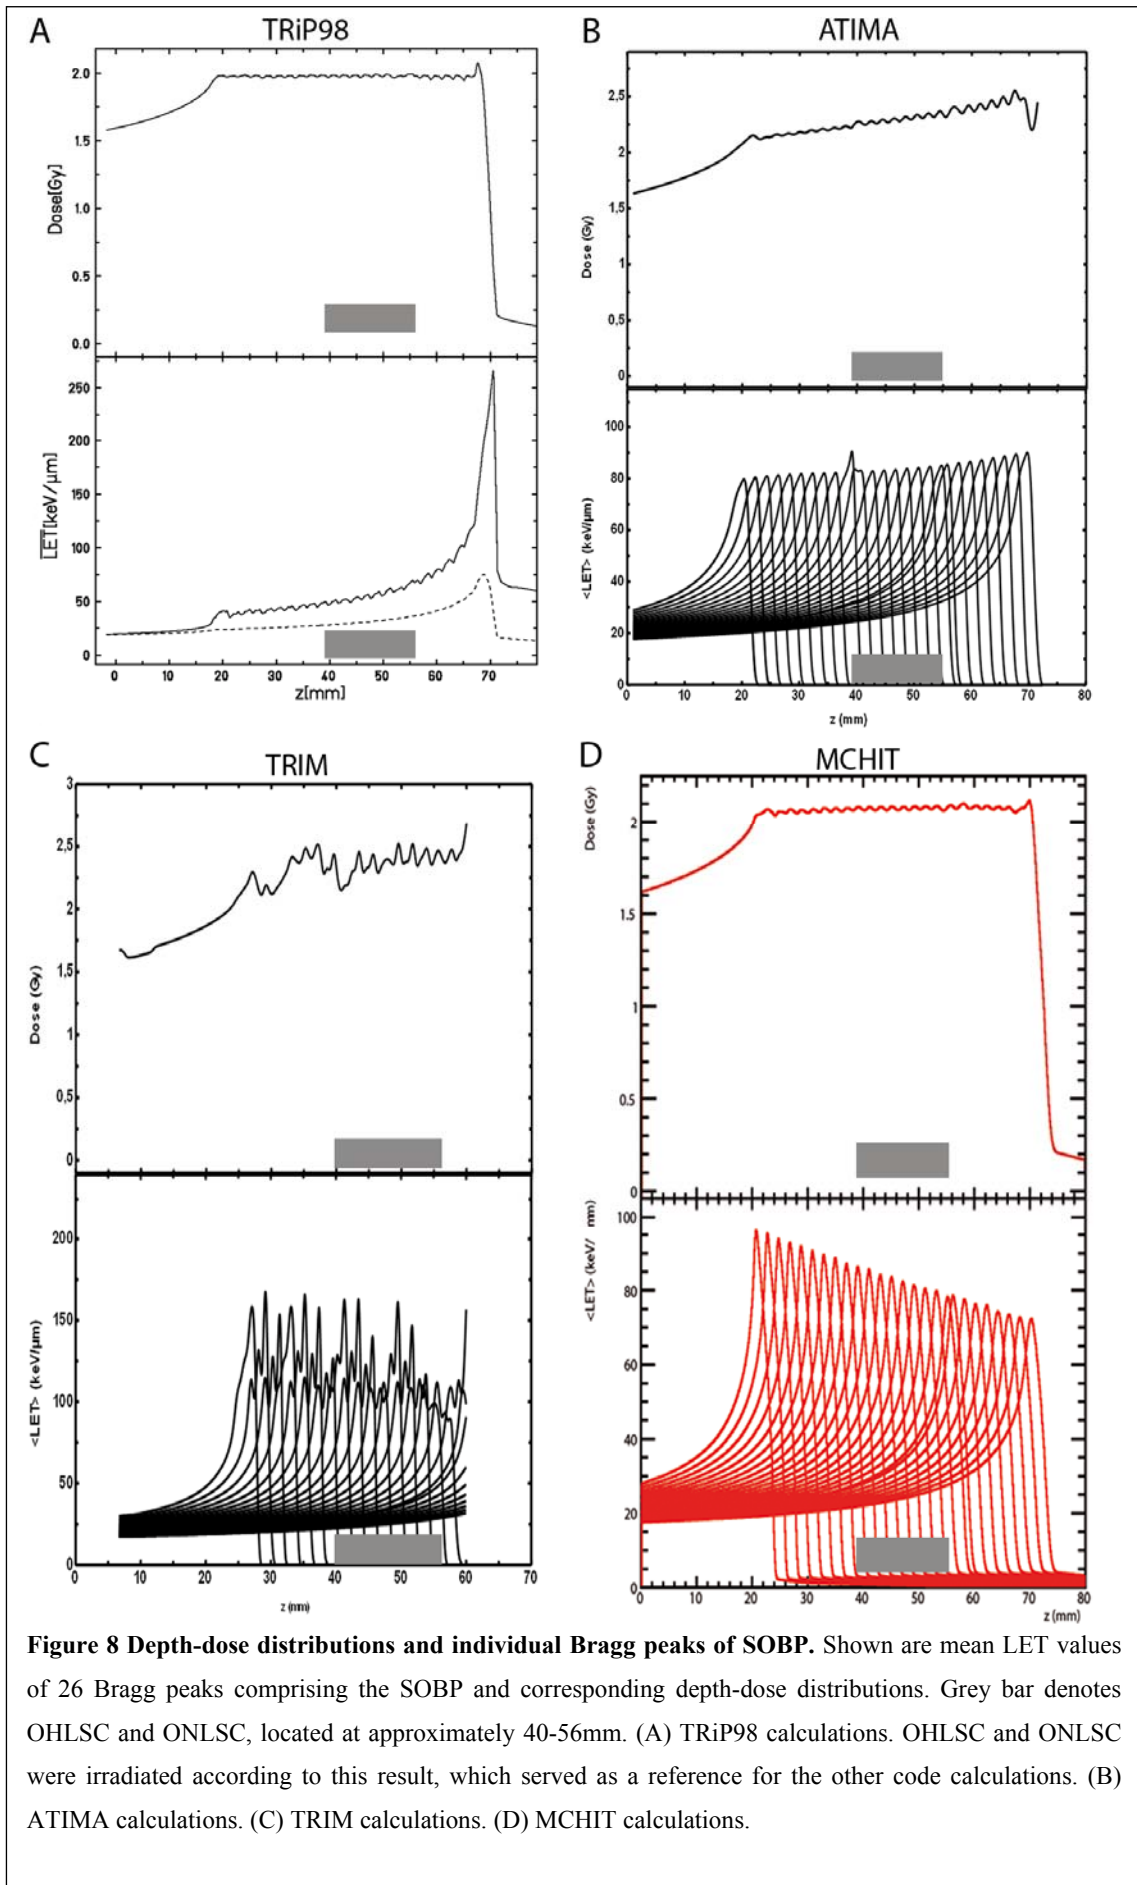 A
TRiP98
2.0
1.5
1.0
0.5
0.0
Dose[Gy]
250
200
150
100
50
0
LET[keV/μm]
0 10 20 30 40 50 60 70
z[mm]
B
ATIMA
2,5
2
1,5
1
0,5
0
Dose (Gy)
100
80
60
40
20
0
<LET> (keV/μm)
0 10 20 30 40 50 60 70 80
z (mm)
C
TRIM
3
2,5
2
1,5
1
0,5
0
Dose (Gy)
200
150
100
50
0
<LET> (keV/μm)
0 10 20 30 40 50 60 70
z (mm)
D
MCHIT
2
1.5
1
0.5
0
Dose (Gy)
100
80
60
40
20
0
<LET> (keV/ mm)
0 10 20 30 40 50 60 70 80
z (mm)
Figure 8 Depth-dose distributions and individual Bragg peaks of SOBP. Shown are mean LET values
of 26 Bragg peaks comprising the SOBP and corresponding depth-dose distributions. Grey bar denotes
OHLSC and ONLSC, located at approximately 40-56mm. (A) TRiP98 calculations. OHLSC and ONLSC
were irradiated according to this result, which served as a reference for the other code calculations. (B)
ATIMA calculations. (C) TRIM calculations. (D) MCHIT calculations.